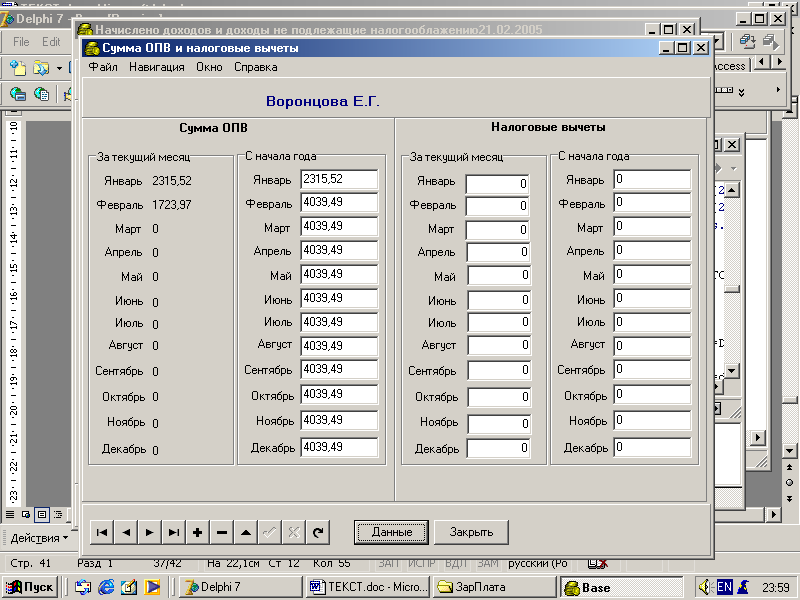 Delphi 7
Начислено доходов и доходы не подлежащие налогооблажению21.02.2005
File Edit
Сумма ОПВ и налоговые вычеты
Файл Навигация Окно Справка
Воронцова Е.Г.
Сумма ОПВ
Налоговые вычеты
За текущий месяц
Январь 2315,52
Февраль 1723,97
Март 0
Апрель 0
Май 0
Июнь 0
Июль 0
Август 0
Сентябрь 0
Октябрь 0
Ноябрь 0
Декабрь 0
С начала года
Январь 2315,52
Февраль 4039,49
Март 4039,49
Апрель 4039,49
Май 4039,49
Июнь 4039,49
Июль 4039,49
Август 4039,49
Сентябрь 4039,49
Октябрь 4039,49
Ноябрь 4039,49
Декабрь 4039,49
За текущий месяц
Январь 0
Февраль 0
Март 0
Апрель 0
Май 0
Июнь 0
Июль 0
Август 0
Сентябрь 0
Октябрь 0
Ноябрь 0
Декабрь 0
С начала года
Январь 0
Февраль 0
Март 0
Апрель 0
Май 0
Июнь 0
Июль 0
Август 0
Сентябрь 0
Октябрь 0
Ноябрь 0
Декабрь 0
Данные Закрыть
Действия
Стр. 41 Разд 1 37/42 На 22,1см Ст 12 Кол 55 ЗАП ИСПР ВДЛ ЗАМ русский (Ро
Пуск Delphi 7 ТЕКСТ.doc - Micro... ЗарПлата Base EN 23:59